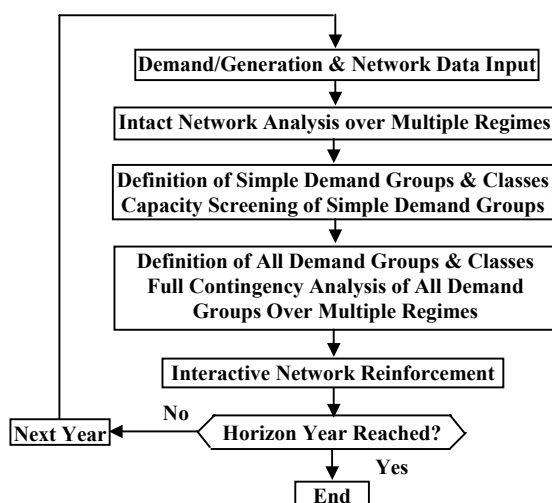 Demand/Generation & Network Data Input
Intact Network Analysis over Multiple Regimes
Definition of Simple Demand Groups & Classes
Capacity Screening of Simple Demand Groups
Definition of All Demand Groups & Classes
Full Contingency Analysis of All Demand
Groups Over Multiple Regimes
Interactive Network Reinforcement
No
Next Year
Horizon Year Reached?
Yes
End